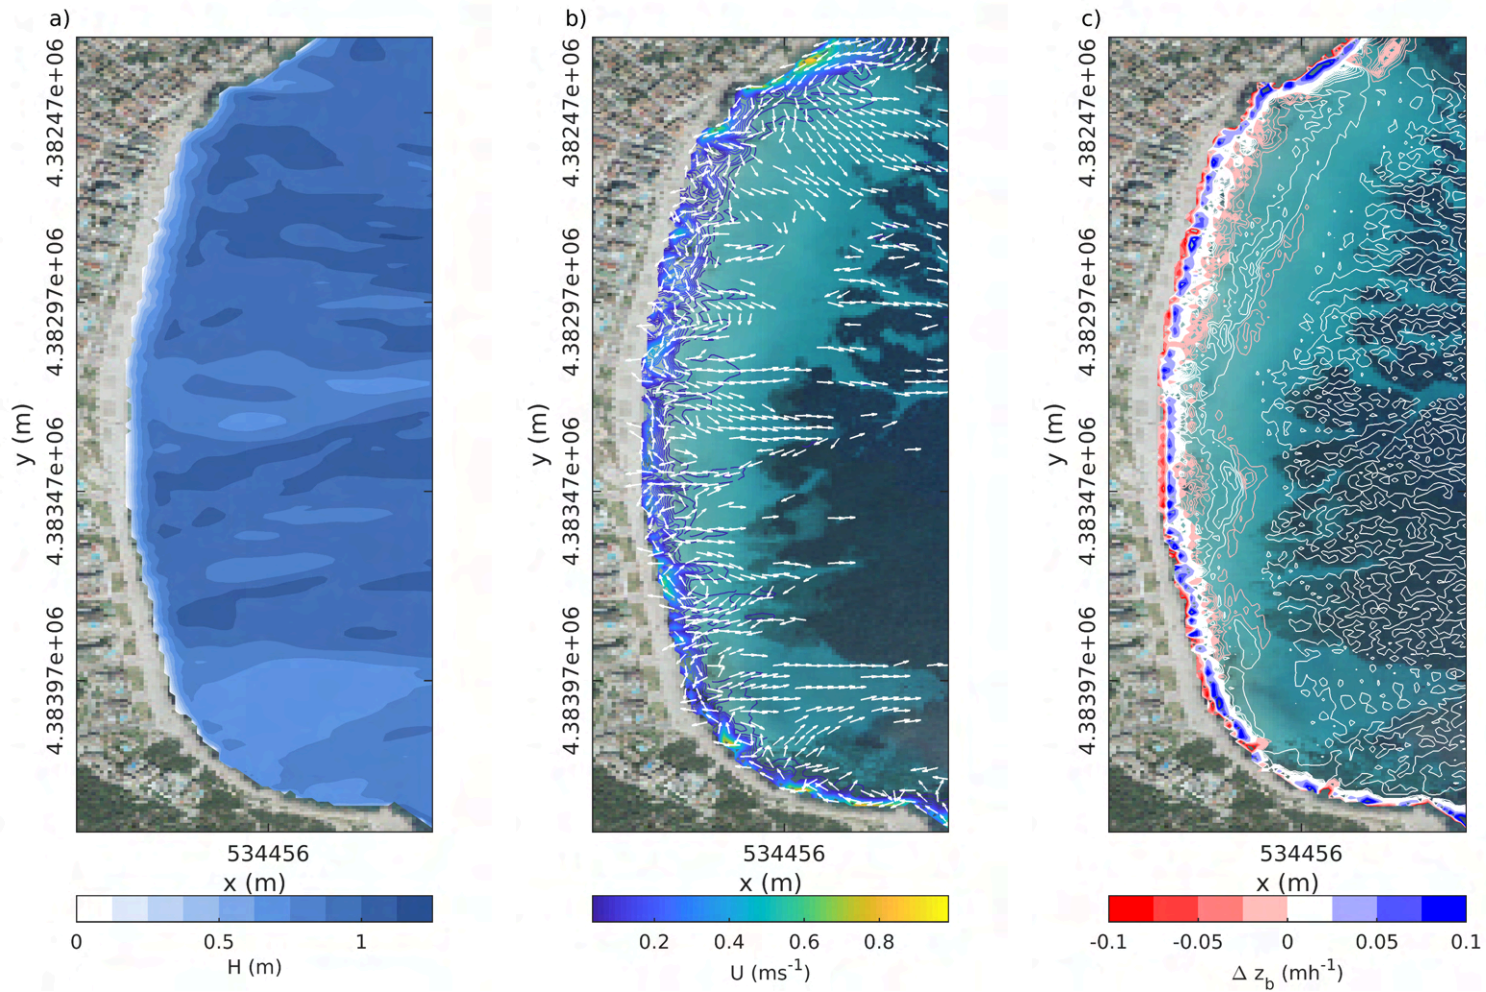 a)
4.38247e+06
4.38297e+06
4.38347e+06
4.38397e+06
y (m)
534456
x (m)
0
0.5
1
H (m)
b)
4.38247e+06
4.38297e+06
4.38347e+06
4.38397e+06
y (m)
534456
x (m)
0.2
0.4
0.6
0.8
U (ms⁻¹)
c)
4.38247e+06
4.38297e+06
4.38347e+06
4.38397e+06
y (m)
534456
x (m)
-0.1
-0.05
0
0.05
0.1
Δ z_b (mh⁻¹)